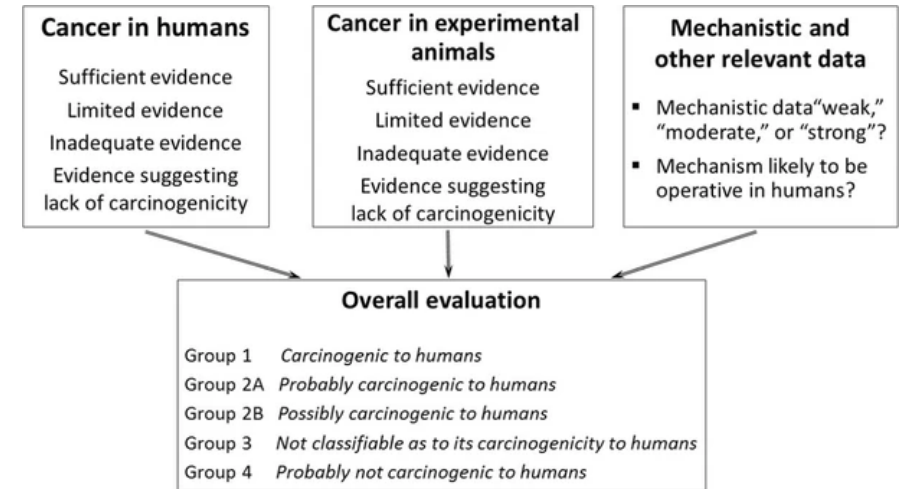 Cancer in humans
Sufficient evidence
Limited evidence
Inadequate evidence
Evidence suggesting
lack of carcinogenicity
Cancer in experimental
animals
Sufficient evidence
Limited evidence
Inadequate evidence
Evidence suggesting
lack of carcinogenicity
Mechanistic and
other relevant data
▪ Mechanistic data“weak,”
“moderate,” or “strong”?
▪ Mechanism likely to be
operative in humans?
Overall evaluation
Group 1 Carcinogenic to humans
Group 2A Probably carcinogenic to humans
Group 2B Possibly carcinogenic to humans
Group 3 Not classifiable as to its carcinogenicity to humans
Group 4 Probably not carcinogenic to humans